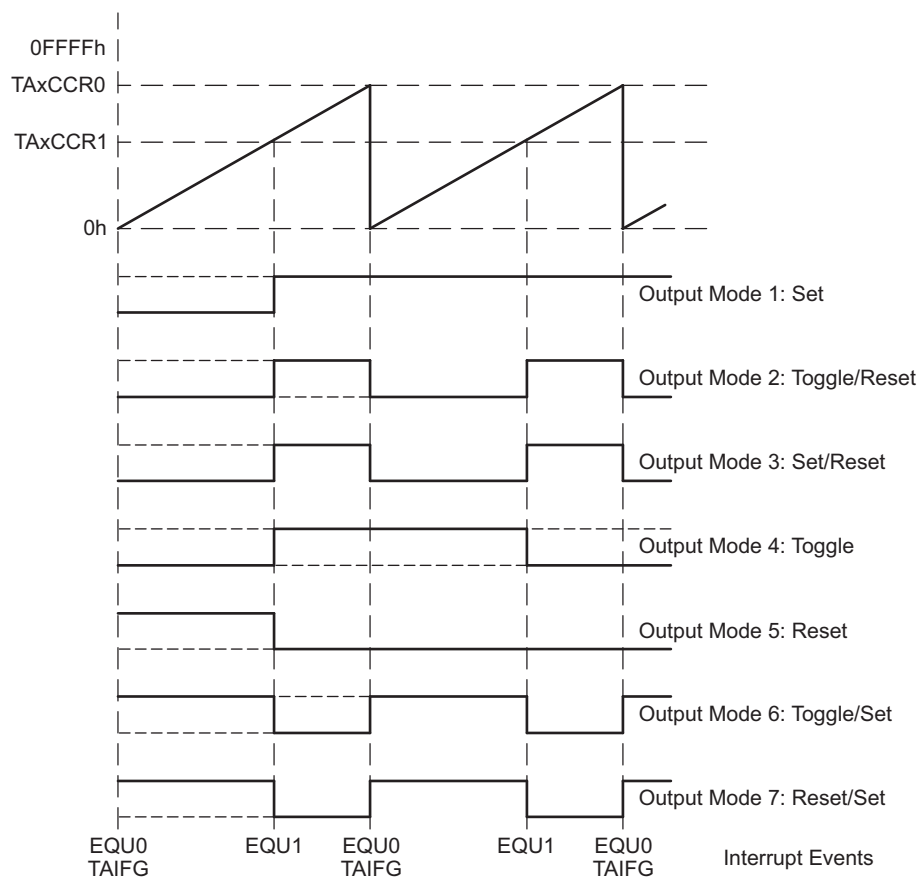 0FFFFh
TAxCCR0
TAxCCR1
0h
Output Mode 1: Set
Output Mode 2: Toggle/Reset
Output Mode 3: Set/Reset
Output Mode 4: Toggle
Output Mode 5: Reset
Output Mode 6: Toggle/Set
Output Mode 7: Reset/Set
EQU0 EQU1 EQU0 EQU1 EQU0 Interrupt Events
TAIFG TAIFG TAIFG